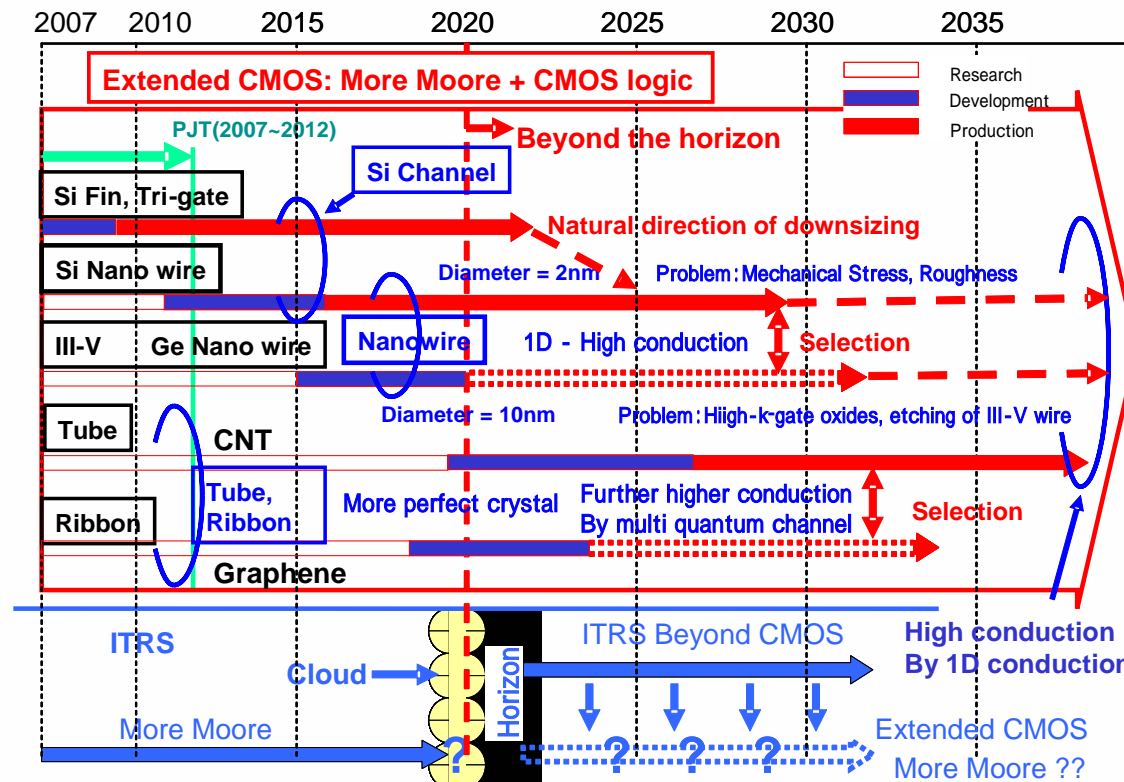 2007 2010 2015 2020 2025 2030 2035
Extended CMOS: More Moore + CMOS logic
Research
Development
Production
PJT(2007~2012)
Beyond the horizon
Si Channel
Si Fin, Tri-gate
Natural direction of downsizing
Si Nano wire
Diameter = 2nm
Problem:Mechanical Stress, Roughness
III-V Ge Nano wire
Nanowire
1D - High conduction
Selection
Diameter = 10nm
Problem:Hiigh-k-gate oxides, etching of III-V wire
Tube
CNT
Tube,
Ribbon
More perfect crystal
Further higher conduction
By multi quantum channel
Selection
Ribbon
Graphene
ITRS
Cloud
Horizon
ITRS Beyond CMOS
High conduction
By 1D conduction
More Moore
?
? ? ?
Extended CMOS
More Moore ??